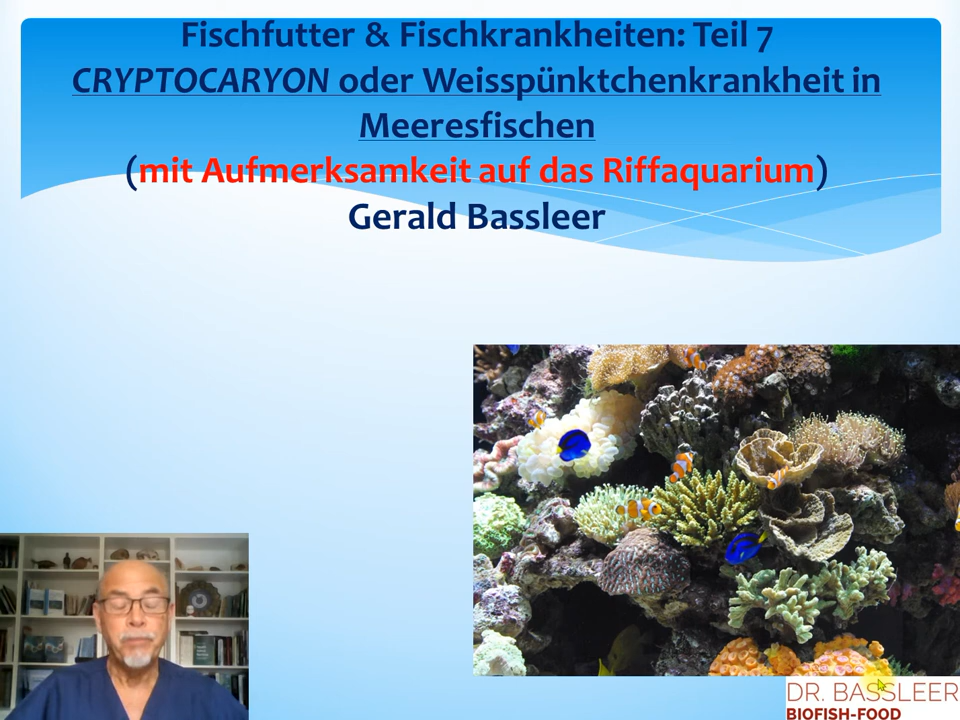 Fischfutter & Fischkrankheiten: Teil 7
CRYPTOCARYON oder Weisspünktchenkrankheit in
Meeresfischen
(mit Aufmerksamkeit auf das Riffaquarium)
Gerald Bassleer
DR. BASSLEER
BIOFISH-FOOD